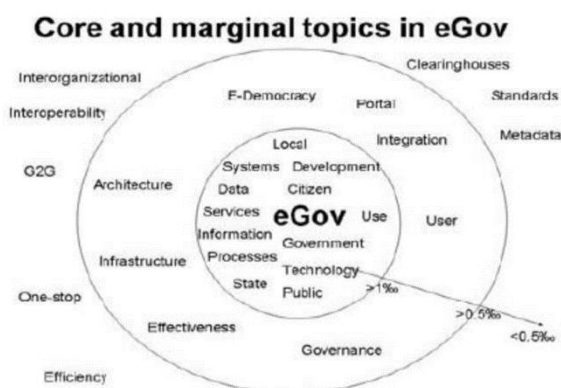 Core and marginal topics in eGov
Clearinghouses
Interorganizational
E-Democracy
Portal
Standards
Interoperability
Integration
Metadata
Local
G2G
Systems Development
Architecture
Data Citizen
Services
eGov
Use
User
Information
Government
Infrastructure
Processes
Technology
State
Public
>1‰
One-stop
>0.5‰
Effectiveness
<0.5‰
Governance
Efficiency